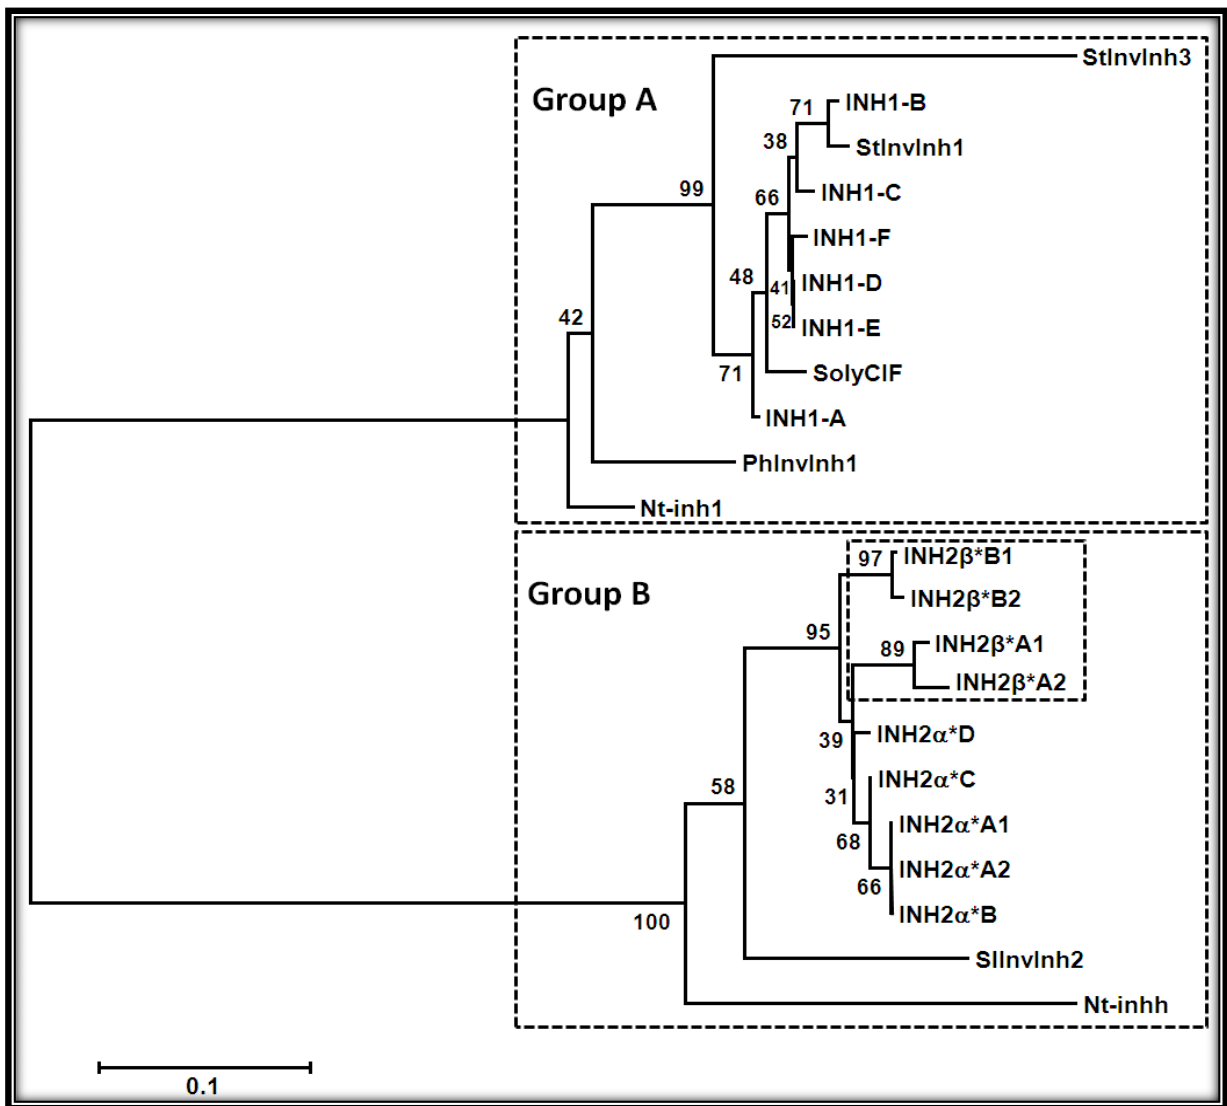 StInvInh3
Group A
71 INH1-B
38 StInvInh1
99 66 INH1-C
INH1-F
48 41 INH1-D
42 52 INH1-E
71 SolyCIF
INH1-A
PhInvInh1
Nt-inh1
97 INH2β*B1
Group B INH2β*B2
95 89 INH2β*A1
INH2β*A2
39 INH2α*D
58 31 INH2α*C
68 INH2α*A1
66 INH2α*A2
100 INH2α*B
SlInvInh2
Nt-inhh
0.1